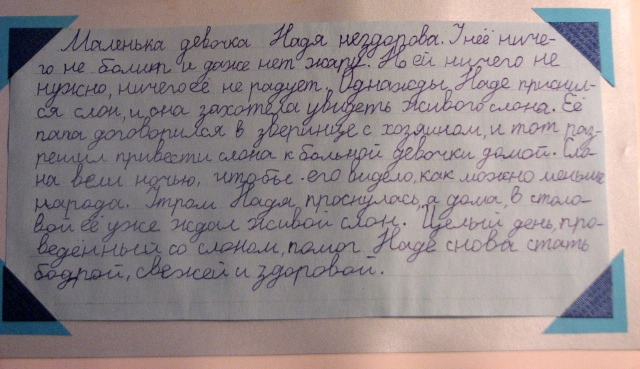 Маленька девочка Надя нездорова. У неё ниче-
го не болит и даже нет жару. Но ей ничего не
нужно, ничего её не радует. Однажды Наде приснил-
ся слон, и она захотела увидеть живого слона. Её
папа договорился в зверинце с хозяином, и тот раз-
решил привести слона к больной девочки домой. Сло-
на вели ночью, чтобы его видело, как можно меньше
народа. Утром Надя, проснулась, а дома, в столо-
вой её уже ждал живой слон. Целый день, про-
ведённый со слоном, помог Наде снова стать
бодрой, свежей и здоровой.